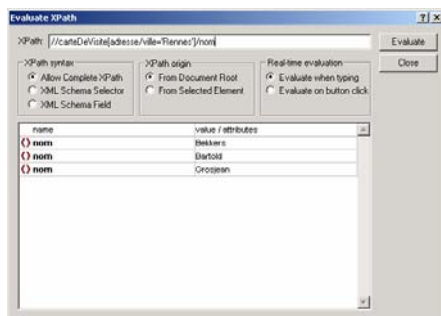 Evaluate XPath
XPath: //carteDeVisite[adresse/ville='Rennes']/nom
Evaluate
Close
XPath syntax
Allow Complete XPath
XML Schema Selector
XML Schema Field
XPath origin
From Document Root
From Selected Element
Real-time evaluation
Evaluate when typing
Evaluate on button click
name value / attributes
nom Bekkers
nom Bartold
nom Grosjean